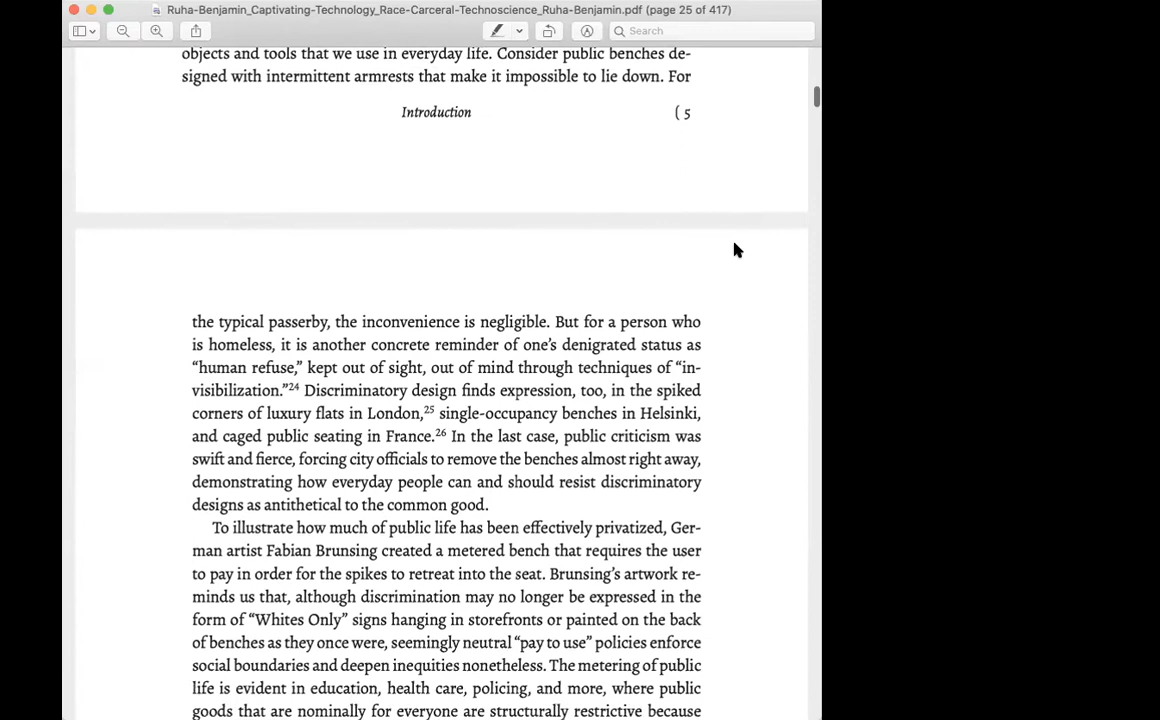 Ruha-Benjamin_Captivating-Technology_Race-Carceral-Technoscience_Ruha-Benjamin.pdf (page 25 of 417)
Search
objects and tools that we use in everyday life. Consider public benches de-
signed with intermittent armrests that make it impossible to lie down. For
Introduction ( 5
the typical passerby, the inconvenience is negligible. But for a person who
is homeless, it is another concrete reminder of one’s denigrated status as
“human refuse,” kept out of sight, out of mind through techniques of “in-
visibilization.”24 Discriminatory design finds expression, too, in the spiked
corners of luxury flats in London,25 single-occupancy benches in Helsinki,
and caged public seating in France.26 In the last case, public criticism was
swift and fierce, forcing city officials to remove the benches almost right away,
demonstrating how everyday people can and should resist discriminatory
designs as antithetical to the common good.
To illustrate how much of public life has been effectively privatized, Ger-
man artist Fabian Brunsing created a metered bench that requires the user
to pay in order for the spikes to retreat into the seat. Brunsing’s artwork re-
minds us that, although discrimination may no longer be expressed in the
form of “Whites Only” signs hanging in storefronts or painted on the back
of benches as they once were, seemingly neutral “pay to use” policies enforce
social boundaries and deepen inequities nonetheless. The metering of public
life is evident in education, health care, policing, and more, where public
goods that are nominally for everyone are structurally restrictive because